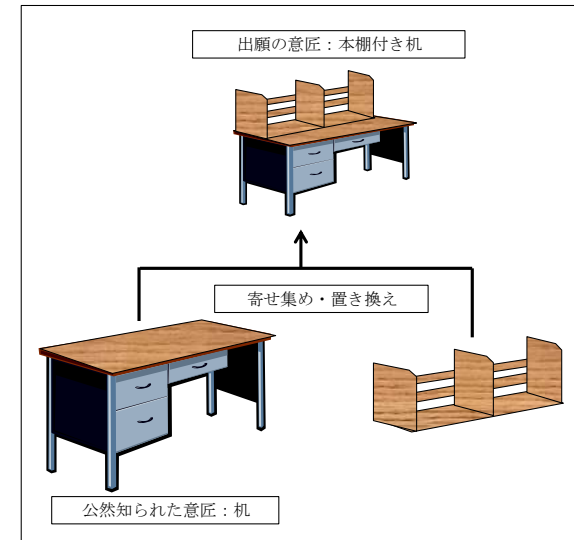 出願の意匠：本棚付き机
寄せ集め・置き換え
公然知られた意匠：机